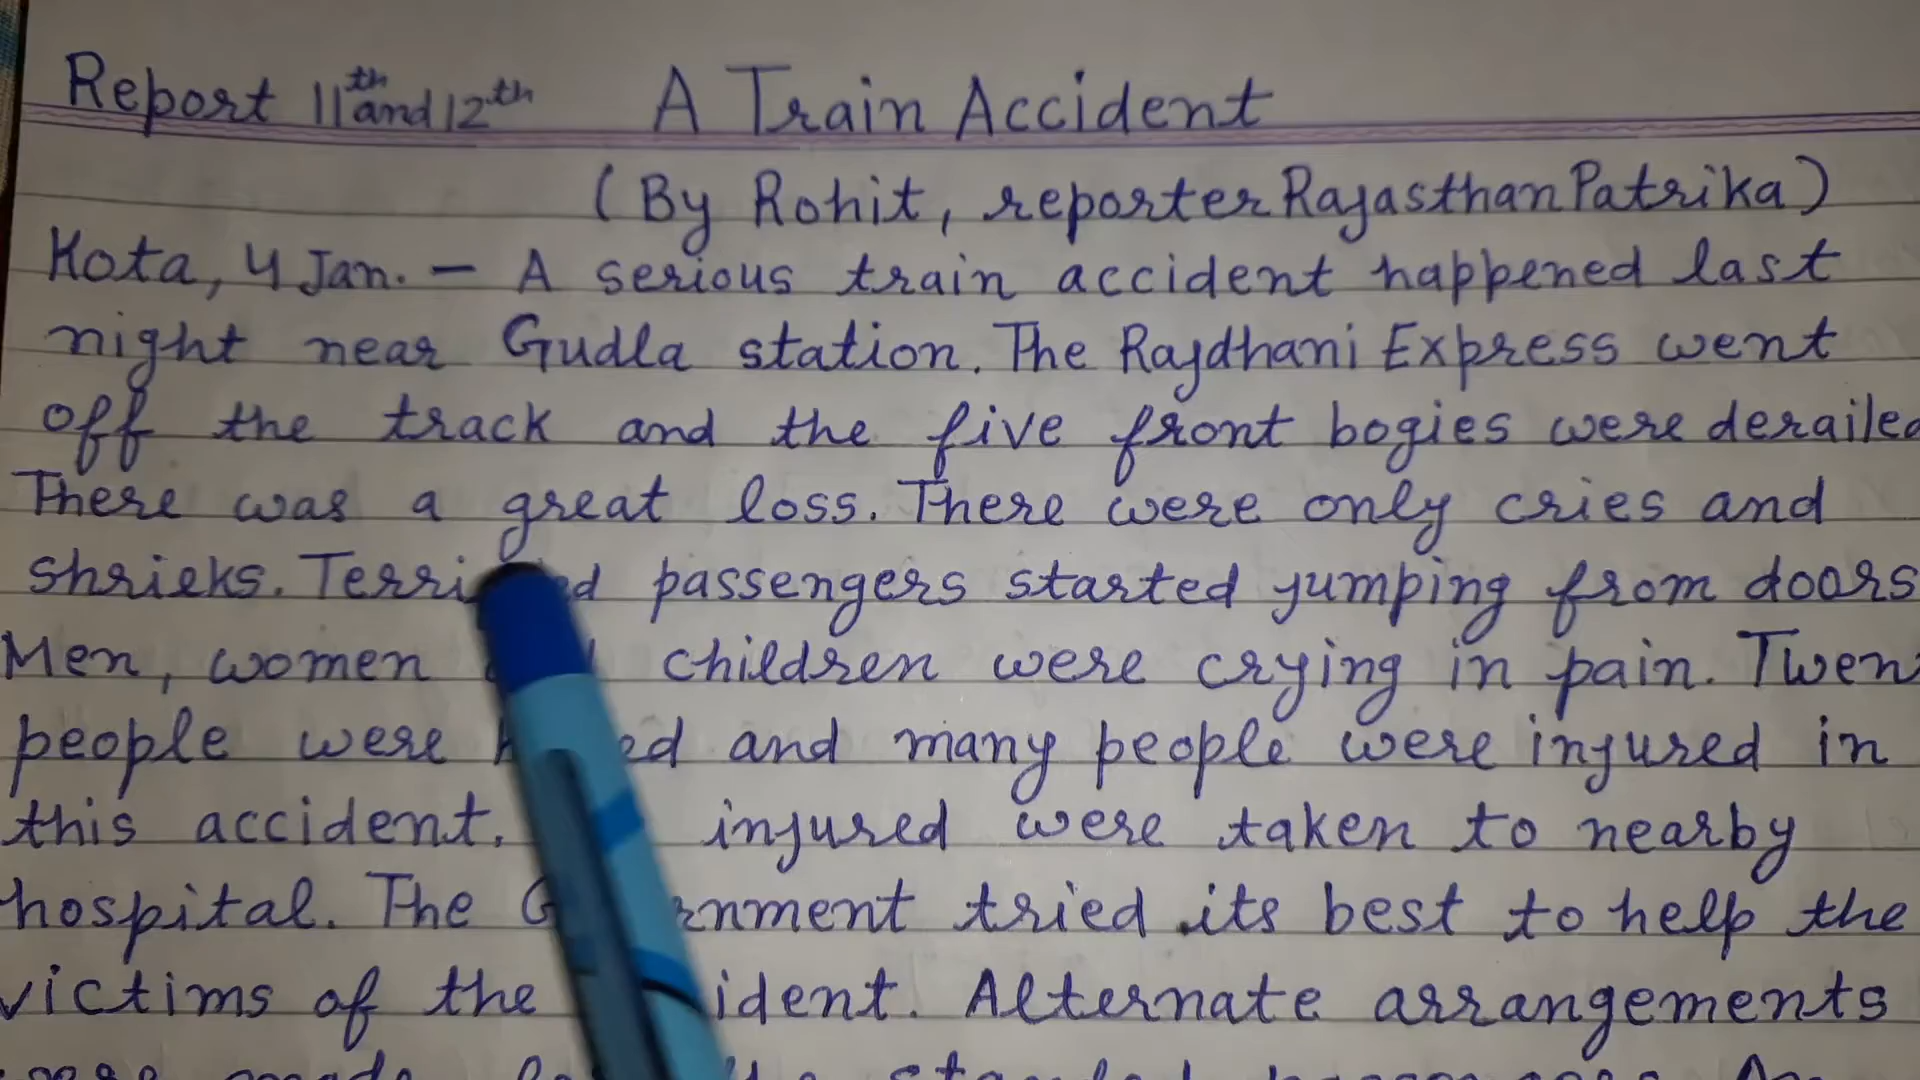 Report 11th and 12th A Train Accident
(By Rohit, reporter Rajasthan Patrika)
Kota, 4 Jan. - A serious train accident happened last
night near Gudla station. The Rajdhani Express went
off the track and the five front bogies were deraile
There was a great loss. There were only cries and
shrieks. passengers started jumping from doors
Men, women children were crying in pain. Twen
people were and many people were injured in
this accident. injured were taken to nearby
hospital. The tried its best to help the
victims of the Alternate arrangements